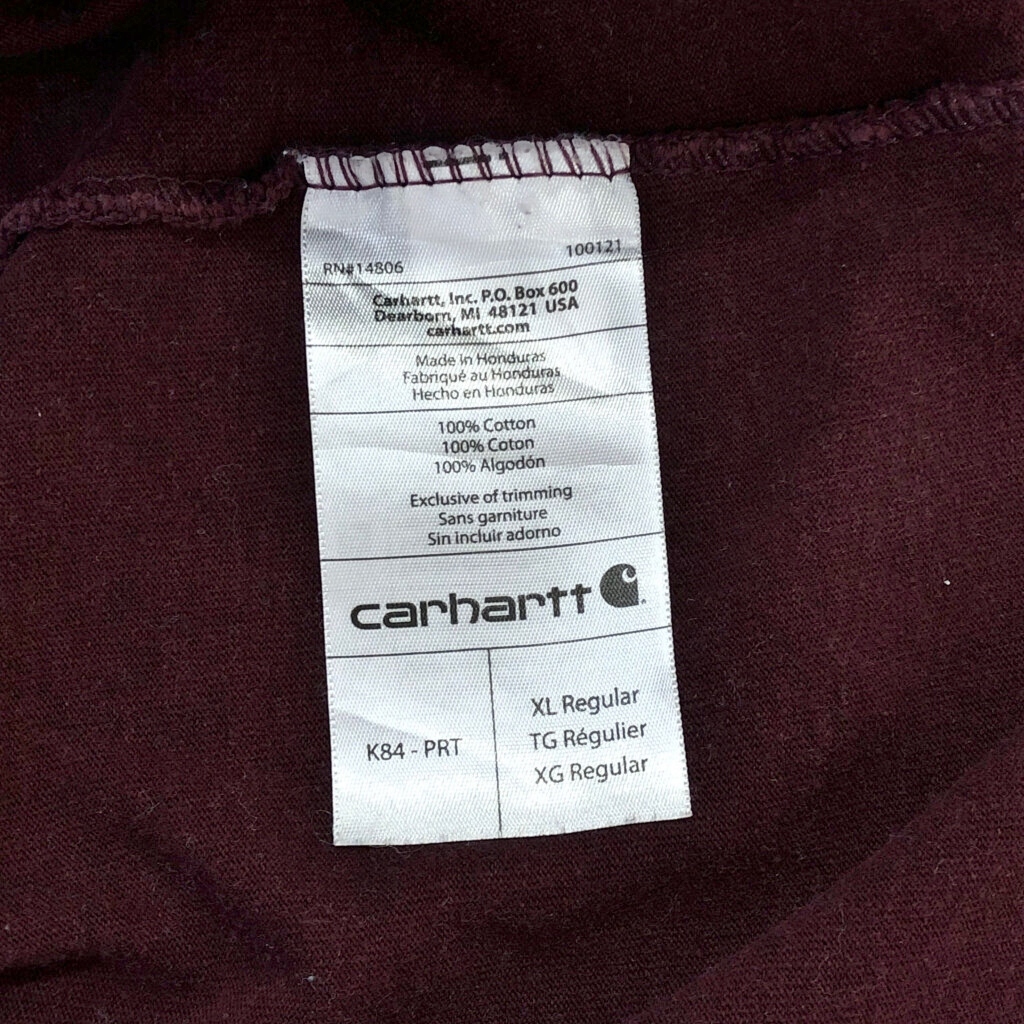 RN#14806 100121
Carhartt, Inc. P.O. Box 600
Dearborn, MI 48121 USA
carhartt.com
Made in Honduras
Fabriqué au Honduras
Hecho en Honduras
100% Cotton
100% Coton
100% Algodón
Exclusive of trimming
Sans garniture
Sin incluir adorno
carhartt
K84 - PRT
XL Regular
TG Régulier
XG Regular